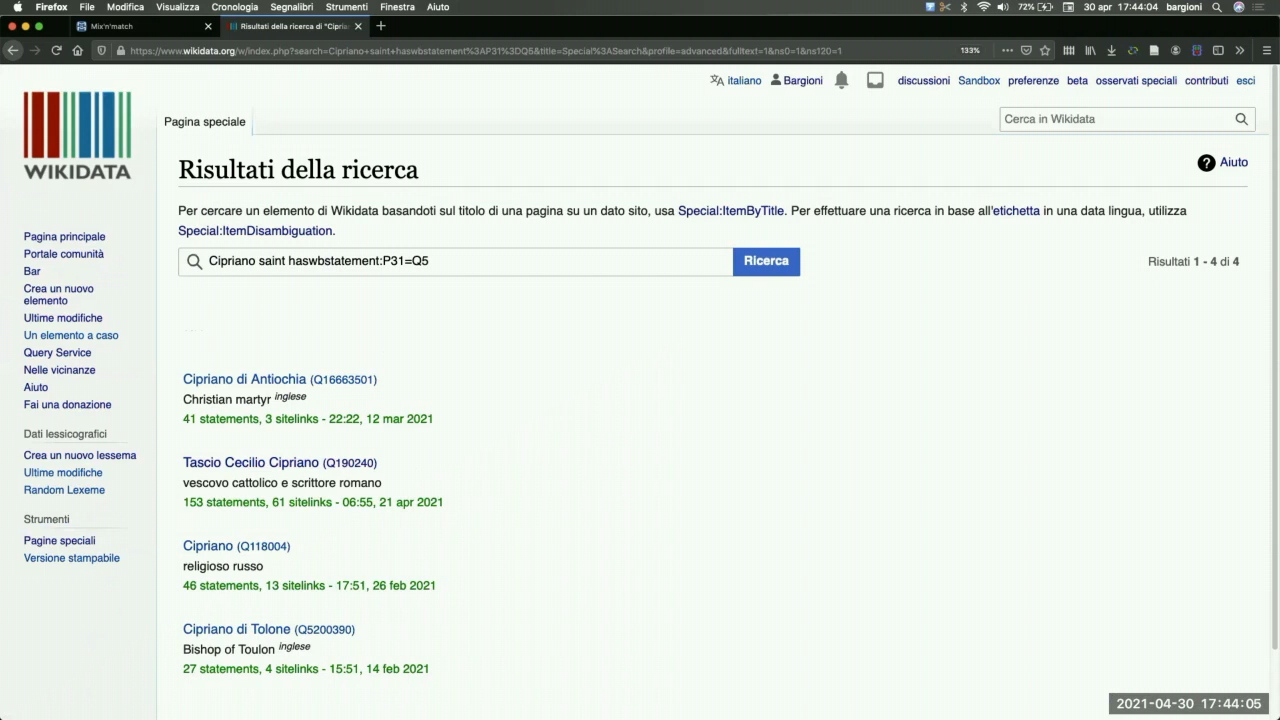 Firefox File Modifica Visualizza Cronologia Segnalibri Strumenti Finestra Aiuto 72% 30 apr 17:44:04 bargioni
Mix'n'match
Risultati della ricerca di "Cipria
https://www.wikidata.org/w/index.php?search=Cipriano+saint+haswbstatement%3AP31%3DQ5&title=Special%3ASearch&profile=advanced&fulltext=1&ns0=1&ns120=1 133%
italiano Bargioni discussioni Sandbox preferenze beta osservati speciali contributi esci
WIKIDATA
Pagina speciale
Cerca in Wikidata
Risultati della ricerca
Aiuto
Per cercare un elemento di Wikidata basandoti sul titolo di una pagina su un dato sito, usa Special:ItemByTitle. Per effettuare una ricerca in base all'etichetta in una data lingua, utilizza
Special:ItemDisambiguation.
Cipriano saint haswbstatement:P31=Q5
Ricerca
Risultati 1 - 4 di 4
Pagina principale
Portale comunità
Bar
Crea un nuovo
elemento
Ultime modifiche
Un elemento a caso
Query Service
Nelle vicinanze
Aiuto
Fai una donazione
Dati lessicografici
Crea un nuovo lessema
Ultime modifiche
Random Lexeme
Strumenti
Pagine speciali
Versione stampabile
Cipriano di Antiochia (Q16663501)
Christian martyr inglese
41 statements, 3 sitelinks - 22:22, 12 mar 2021
Tascio Cecilio Cipriano (Q190240)
vescovo cattolico e scrittore romano
153 statements, 61 sitelinks - 06:55, 21 apr 2021
Cipriano (Q118004)
religioso russo
46 statements, 13 sitelinks - 17:51, 26 feb 2021
Cipriano di Tolone (Q5200390)
Bishop of Toulon inglese
27 statements, 4 sitelinks - 15:51, 14 feb 2021
2021-04-30 17:44:05